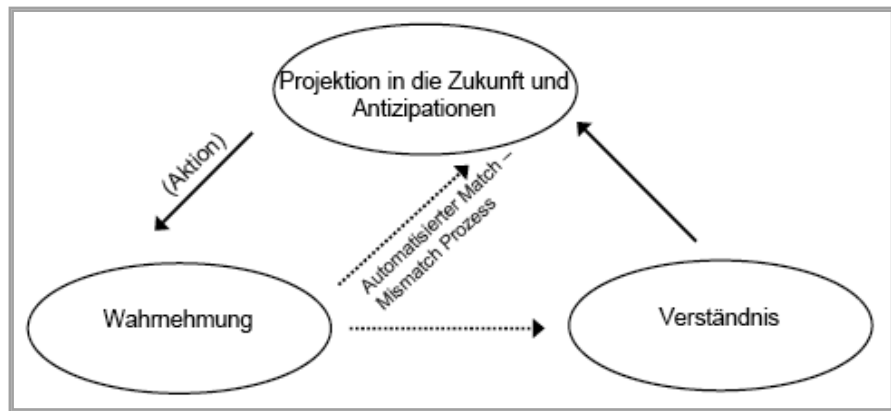 Projektion in die Zukunft und
Antizipationen
(Aktion)
Automatisierter Match –
Mismatch Prozess
Wahrnehmung
Verständnis